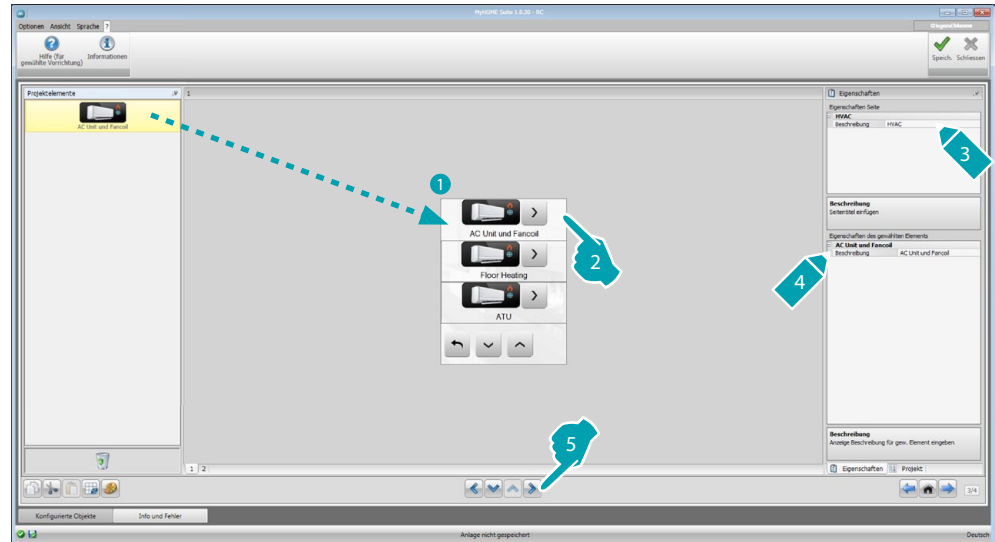 MyHOME Suite 1.8.30 - RC
Optionen Ansicht Sprache ?
Hilfe (für
gewählte Vorrichtung)
Informationen
Speich. Schliessen
Projektelemente
AC Unit und Fancoil
1
1
AC Unit und Fancoil
2
Floor Heating
ATU
5
1 2
Eigenschaften
Eigenschaften Seite
HVAC
Beschreibung HVAC
3
Beschreibung
Seitentitel einfügen
Eigenschaften des gewählten Elements
AC Unit und Fancoil
Beschreibung AC Unit und Fancoil
4
Beschreibung
Anzeige Beschreibung für gew. Element eingeben
Eigenschaften Projekt
3/4
Konfigurierte Objekte Info und Fehler
Anlage nicht gespeichert
Deutsch